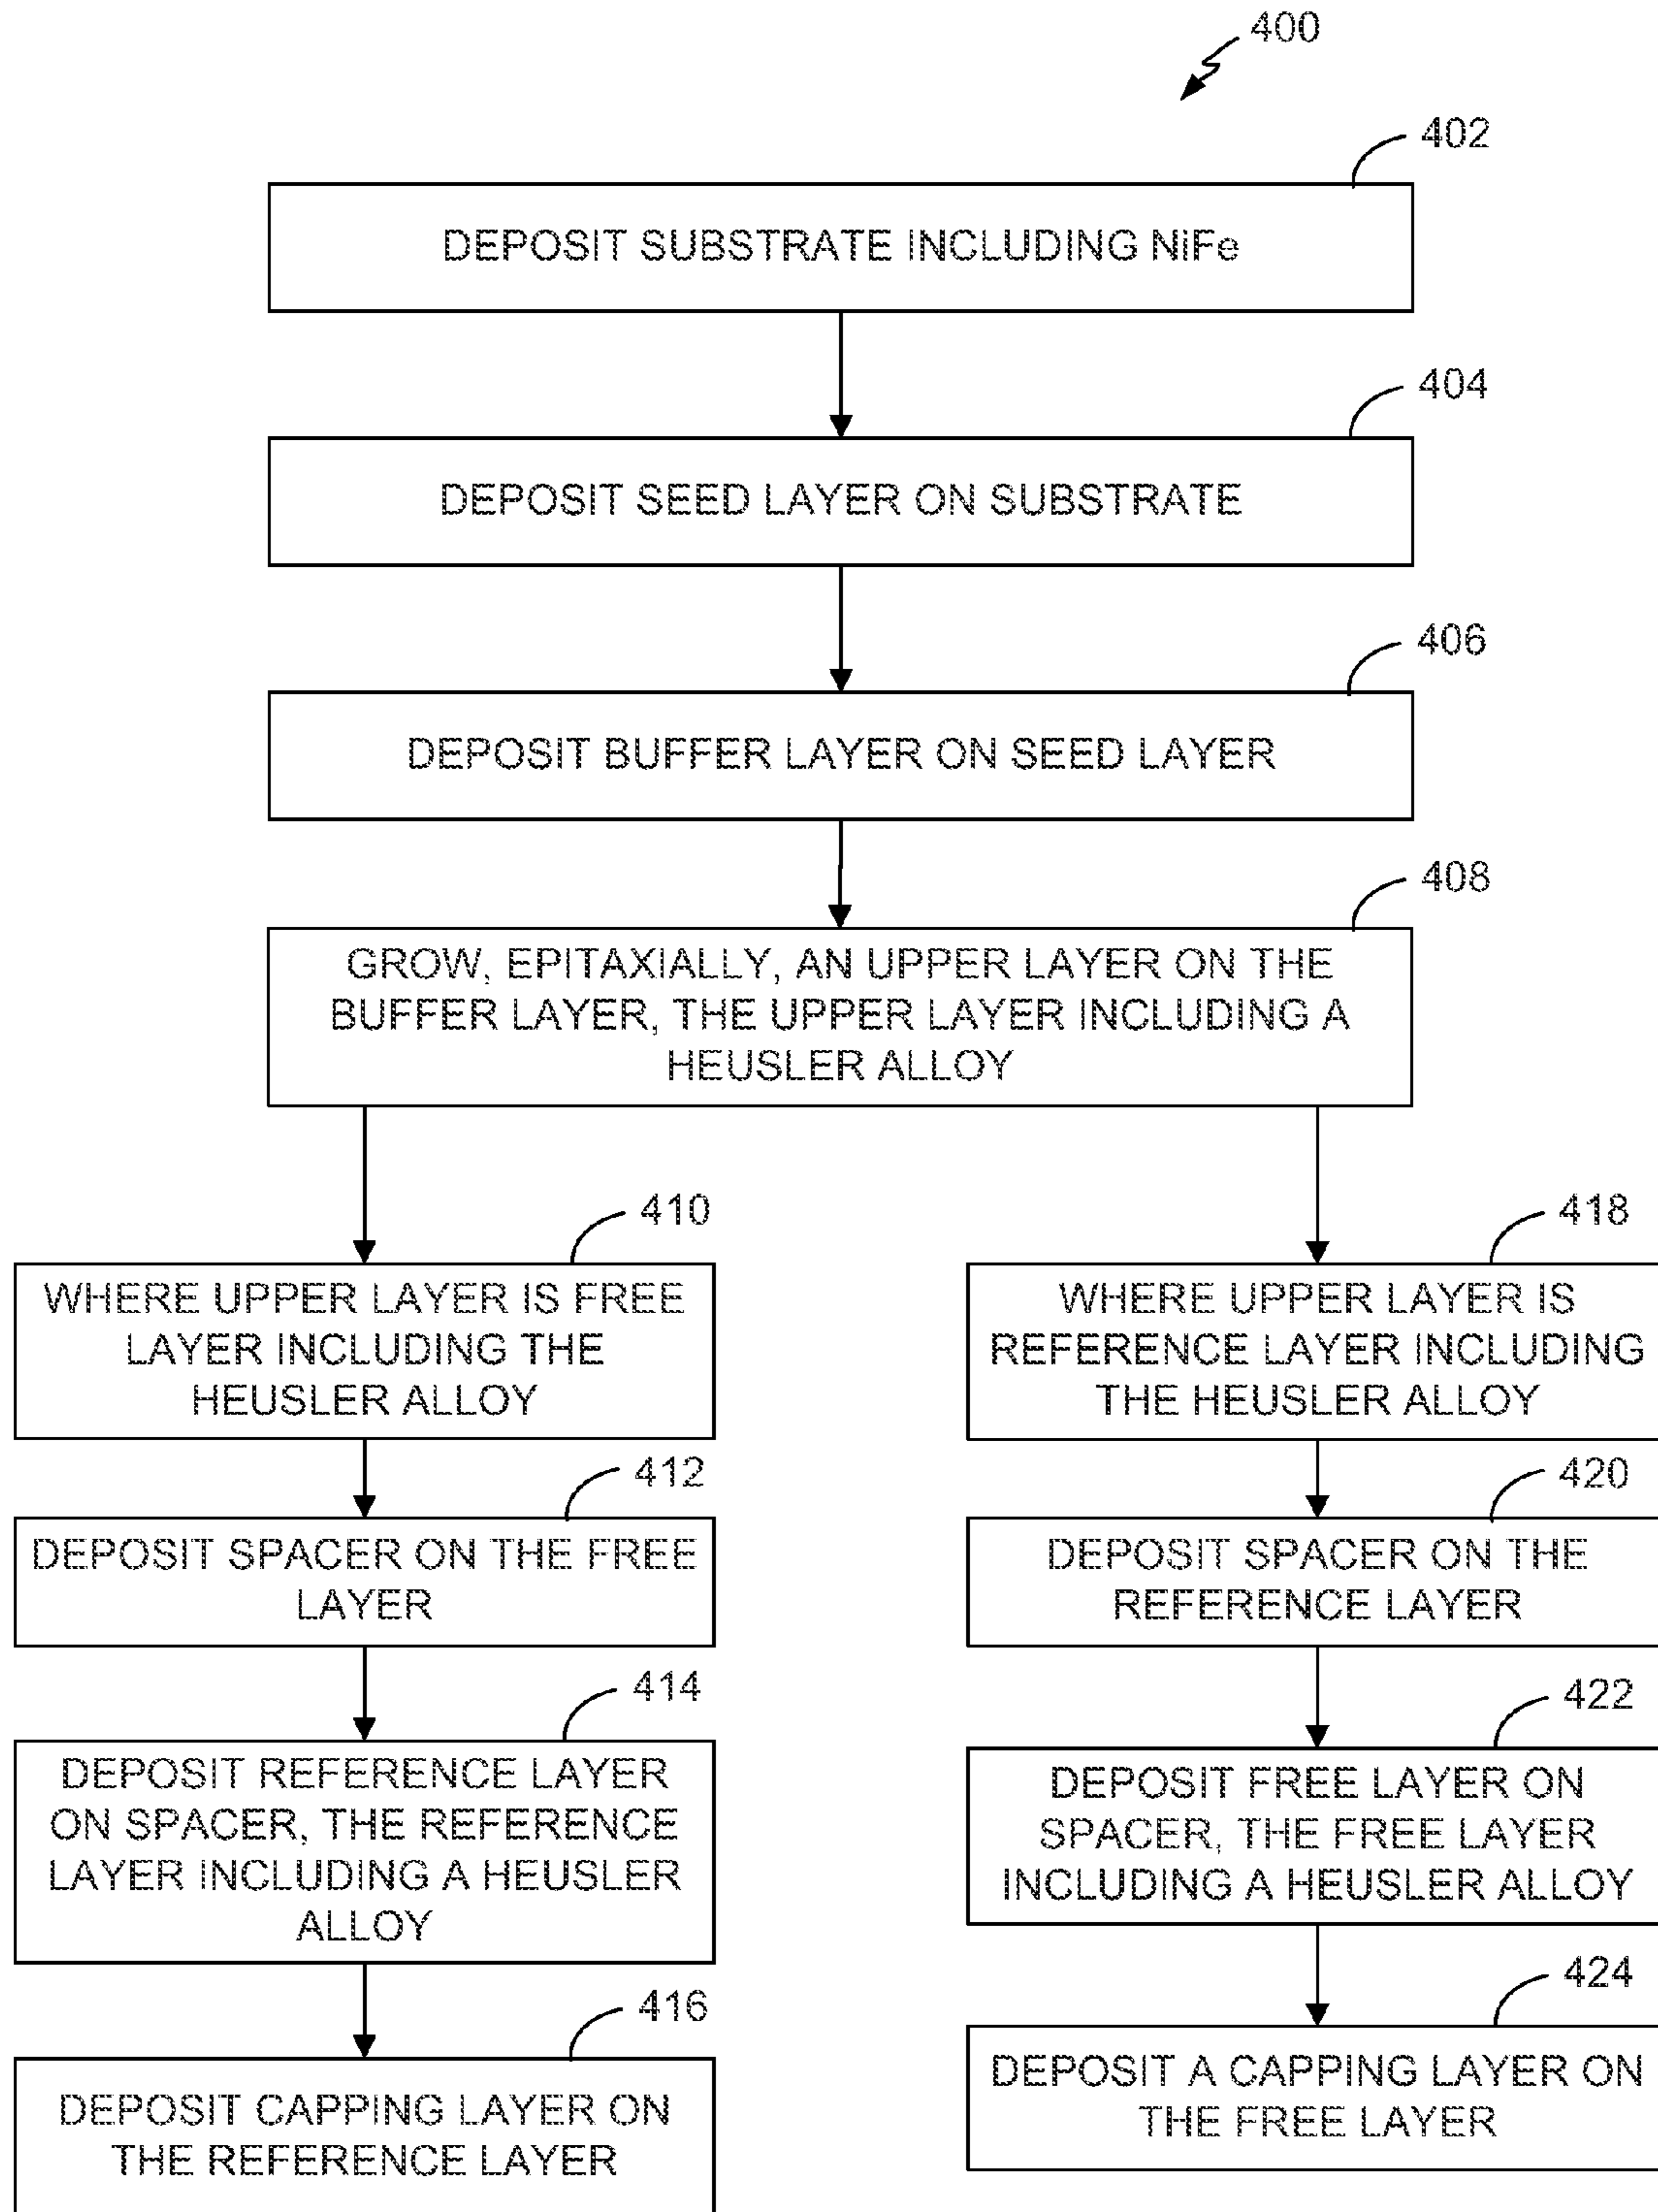 400
402
DEPOSIT SUBSTRATE INCLUDING NiFe
404
DEPOSIT SEED LAYER ON SUBSTRATE
406
DEPOSIT BUFFER LAYER ON SEED LAYER
408
GROW, EPITAXIALLY, AN UPPER LAYER ON THE
BUFFER LAYER, THE UPPER LAYER INCLUDING A
HEUSLER ALLOY
410
WHERE UPPER LAYER IS FREE
LAYER INCLUDING THE
HEUSLER ALLOY
412
DEPOSIT SPACER ON THE FREE
LAYER
414
DEPOSIT REFERENCE LAYER
ON SPACER, THE REFERENCE
LAYER INCLUDING A HEUSLER
ALLOY
416
DEPOSIT CAPPING LAYER ON
THE REFERENCE LAYER
418
WHERE UPPER LAYER IS
REFERENCE LAYER INCLUDING
THE HEUSLER ALLOY
420
DEPOSIT SPACER ON THE
REFERENCE LAYER
422
DEPOSIT FREE LAYER ON
SPACER, THE FREE LAYER
INCLUDING A HEUSLER ALLOY
424
DEPOSIT A CAPPING LAYER ON
THE FREE LAYER